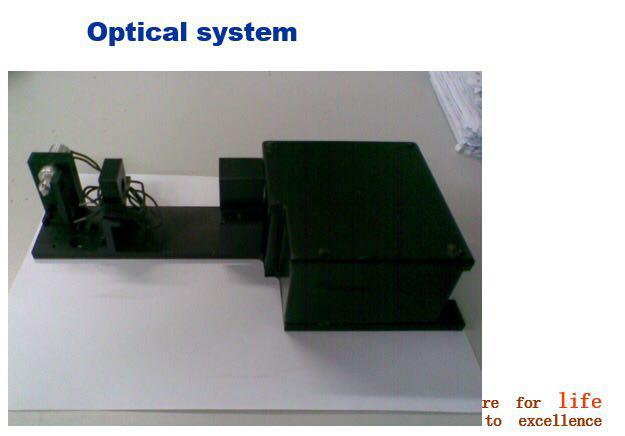 Optical system
re for life
to excellence